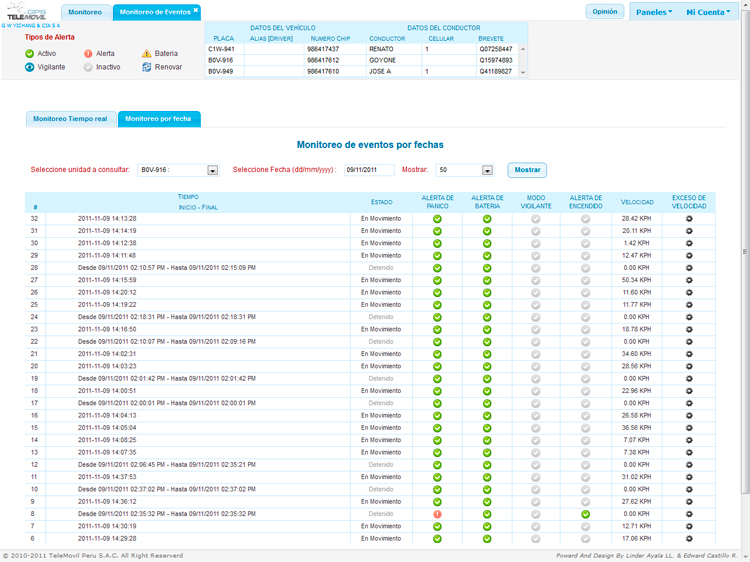 GPS
TELEMOVIL
G W YICHANG & CIA S A
Monitoreo
Monitoreo de Eventos
Opinión
Paneles
Mi Cuenta
Tipos de Alerta
Activo Alerta Bateria
Vigilante Inactivo Renovar
DATOS DEL VEHÍCULO DATOS DEL CONDUCTOR
PLACA ALIAS [DRIVER] NUMERO CHIP CONDUCTOR CELULAR BREVETE
C1W-941 986417437 RENATO 1 Q07258447
B0V-916 986417612 GOYONE Q15974893
B0V-949 986417610 JOSE A 1 Q41189827
Monitoreo Tiempo real Monitoreo por fecha
Monitoreo de eventos por fechas
Seleccione unidad a consultar: B0V-916 : Seleccione Fecha (dd/mm/yyyy) : 09/11/2011 Mostrar: 50 Mostrar
# TIEMPO INICIO - FINAL ESTADO ALERTA DE PANICO ALERTA DE BATERIA MODO VIGILANTE ALERTA DE ENCENDIDO VELOCIDAD EXCESO DE VELOCIDAD
32 2011-11-09 14:13:28 En Movimiento 28.42 KPH
31 2011-11-09 14:14:19 En Movimiento 20.11 KPH
30 2011-11-09 14:12:38 En Movimiento 1.42 KPH
29 2011-11-09 14:11:48 En Movimiento 12.47 KPH
28 Desde 09/11/2011 02:10:57 PM - Hasta 09/11/2011 02:15:09 PM Detenido 0.00 KPH
27 2011-11-09 14:15:59 En Movimiento 50.34 KPH
26 2011-11-09 14:20:12 En Movimiento 11.60 KPH
25 2011-11-09 14:19:22 En Movimiento 11.77 KPH
24 Desde 09/11/2011 02:18:31 PM - Hasta 09/11/2011 02:18:31 PM Detenido 0.00 KPH
23 2011-11-09 14:16:50 En Movimiento 18.78 KPH
22 Desde 09/11/2011 02:10:07 PM - Hasta 09/11/2011 02:09:16 PM Detenido 0.00 KPH
21 2011-11-09 14:02:31 En Movimiento 34.60 KPH
20 2011-11-09 14:03:23 En Movimiento 28.56 KPH
19 Desde 09/11/2011 02:01:42 PM - Hasta 09/11/2011 02:01:42 PM Detenido 0.00 KPH
18 2011-11-09 14:00:51 En Movimiento 22.96 KPH
17 Desde 09/11/2011 02:00:01 PM - Hasta 09/11/2011 02:00:01 PM Detenido 0.00 KPH
16 2011-11-09 14:04:13 En Movimiento 26.58 KPH
15 2011-11-09 14:05:04 En Movimiento 36.56 KPH
14 2011-11-09 14:08:25 En Movimiento 7.07 KPH
13 2011-11-09 14:07:35 En Movimiento 7.38 KPH
12 Desde 09/11/2011 02:06:45 PM - Hasta 09/11/2011 02:35:21 PM Detenido 0.00 KPH
11 2011-11-09 14:37:53 En Movimiento 31.02 KPH
10 Desde 09/11/2011 02:37:02 PM - Hasta 09/11/2011 02:37:02 PM Detenido 0.00 KPH
9 2011-11-09 14:36:12 En Movimiento 27.62 KPH
8 Desde 09/11/2011 02:35:32 PM - Hasta 09/11/2011 02:35:32 PM Detenido 0.00 KPH
7 2011-11-09 14:30:19 En Movimiento 12.71 KPH
6 2011-11-09 14:29:28 En Movimiento 17.06 KPH
© 2010-2011 TeleMovil Peru S.A.C. All Right Reserverd Powerd And Design By Linder Ayala LL. & Edward Castillo R.